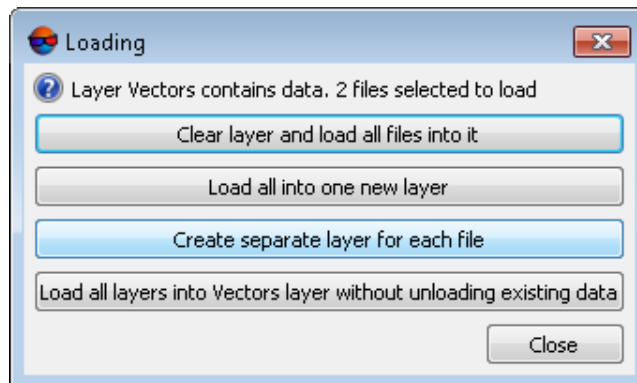 Loading
Layer Vectors contains data. 2 files selected to load
Clear layer and load all files into it
Load all into one new layer
Create separate layer for each file
Load all layers into Vectors layer without unloading existing data
Close